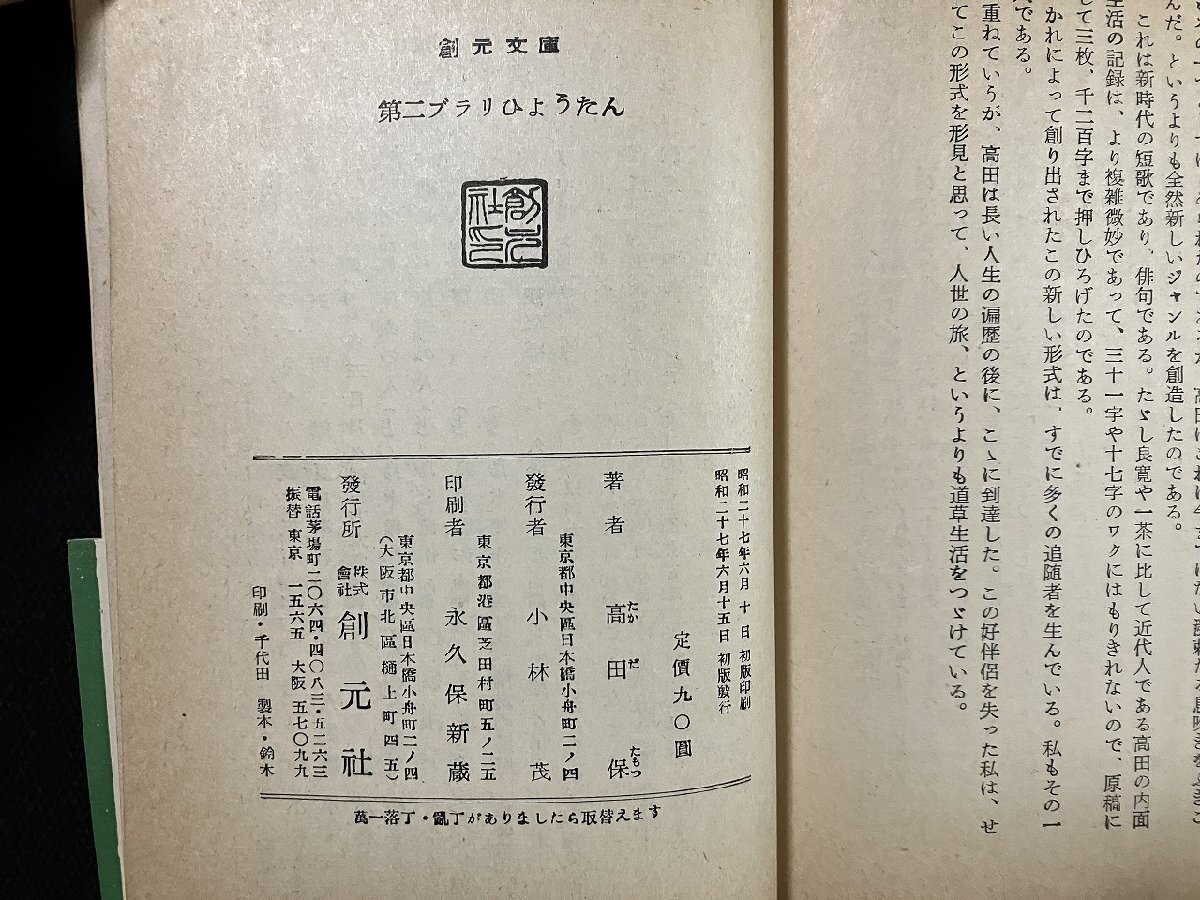 んだ。というよりも全然新しいジャンルを創造したのである。
これは新時代の短歌であり、俳句である。たゞし良寛や一茶に比して近代人である高田の内面
生活の記録は、より複雑微妙であって、三十一字や十七字のワクにはもりきれないので、原稿に
して三枚、千二百字まで押しひろげたのである。
かれによって創り出されたこの新しい形式は、すでに多くの追随者を生んでいる。私もその一
である。
重ねていうが、高田は長い人生の遍歴の後に、こゝに到達した。この好伴侶を失った私は、せ
てこの形式を形見と思って、人世の旅、というよりも道草生活をつゞけている。
創元文庫
第二ブラリひようたん
創元
社印
昭和二十七年六月十日 初版印刷
昭和二十七年六月十五日 初版發行
定價九〇圓
著者 高田保
たかだ たもつ
東京都中央區日本橋小舟町二ノ四
發行者 小林茂
東京都港區芝田村町五ノ二五
印刷者 永久保新蔵
東京都中央區日本橋小舟町二ノ四
(大阪市北區樋上町四五)
發行所 株式會社 創元社
電話茅場町二〇六四・四〇八三・五二六三
振替 東京 一五六五 大阪 五七〇九九
印刷・千代田 製本・鈴木
萬一落丁・亂丁がありましたら取替えます